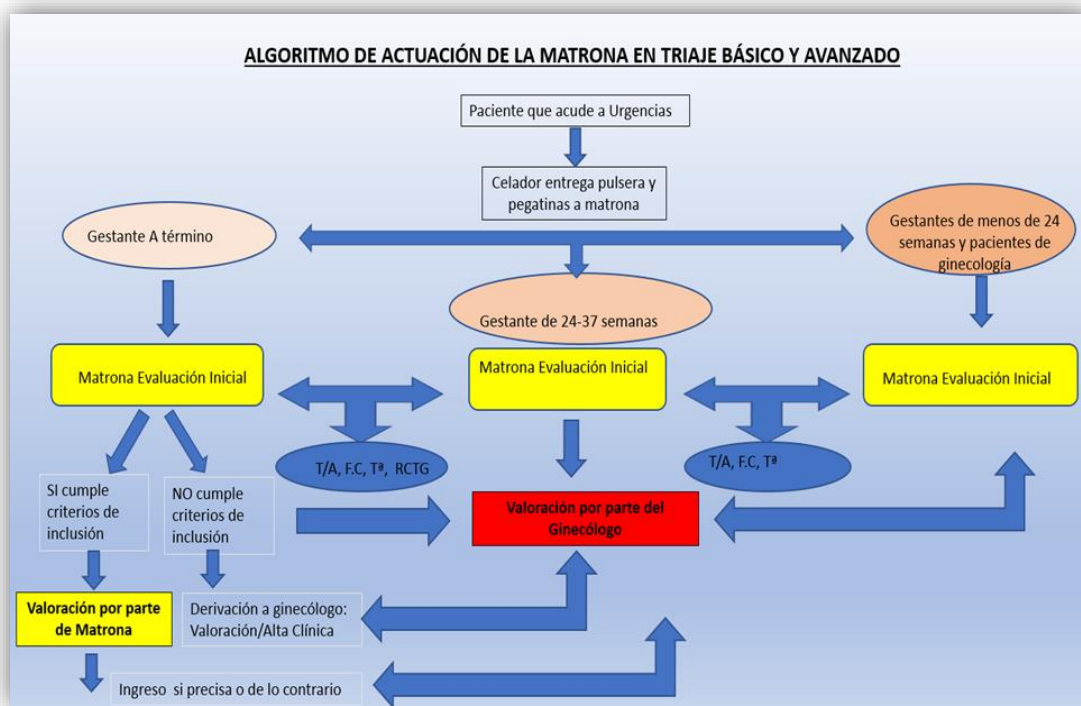 ALGORITMO DE ACTUACIÓN DE LA MATRONA EN TRIAJE BÁSICO Y AVANZADO
Paciente que acude a Urgencias
Celador entrega pulsera y
pegatinas a matrona
Gestante A término
Gestantes de menos de 24
semanas y pacientes de
ginecología
Gestante de 24-37 semanas
Matrona Evaluación Inicial
Matrona Evaluación Inicial
Matrona Evaluación Inicial
T/A, F.C, Tª, RCTG
T/A, F.C, Tª
SI cumple
criterios de
inclusión
NO cumple
criterios de
inclusión
Valoración por parte del
Ginecólogo
Valoración por parte
de Matrona
Derivación a ginecólogo:
Valoración/Alta Clínica
Ingreso si precisa o de lo contrario